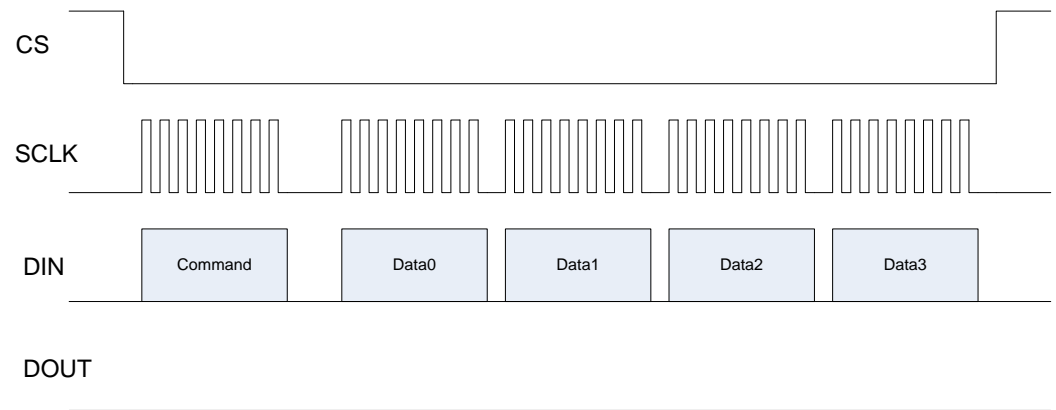 CS
SCLK
DIN
Command Data0 Data1 Data2 Data3
DOUT